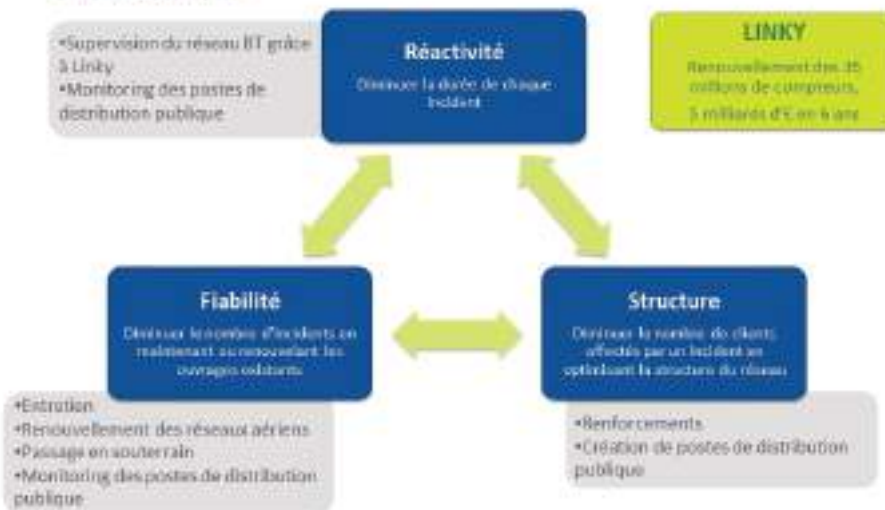 •Supervision du réseau BT grâce
à Linky
•Monitoring des postes de
distribution publique
Réactivité
Diminuer la durée de chaque
incident
LINKY
Renouvellement des 35
millions de compteurs,
5 milliards d'€ en 6 ans
Fiabilité
Diminuer le nombre d'incidents en
maintenant ou renouvelant les
ouvrages existants
Structure
Diminuer le nombre de clients
affectés par un incident en
optimisant la structure du réseau
•Entretien
•Renouvellement des réseaux aériens
•Passage en souterrain
•Monitoring des postes de distribution
publique
•Renforcements
•Création de postes de distribution
publique